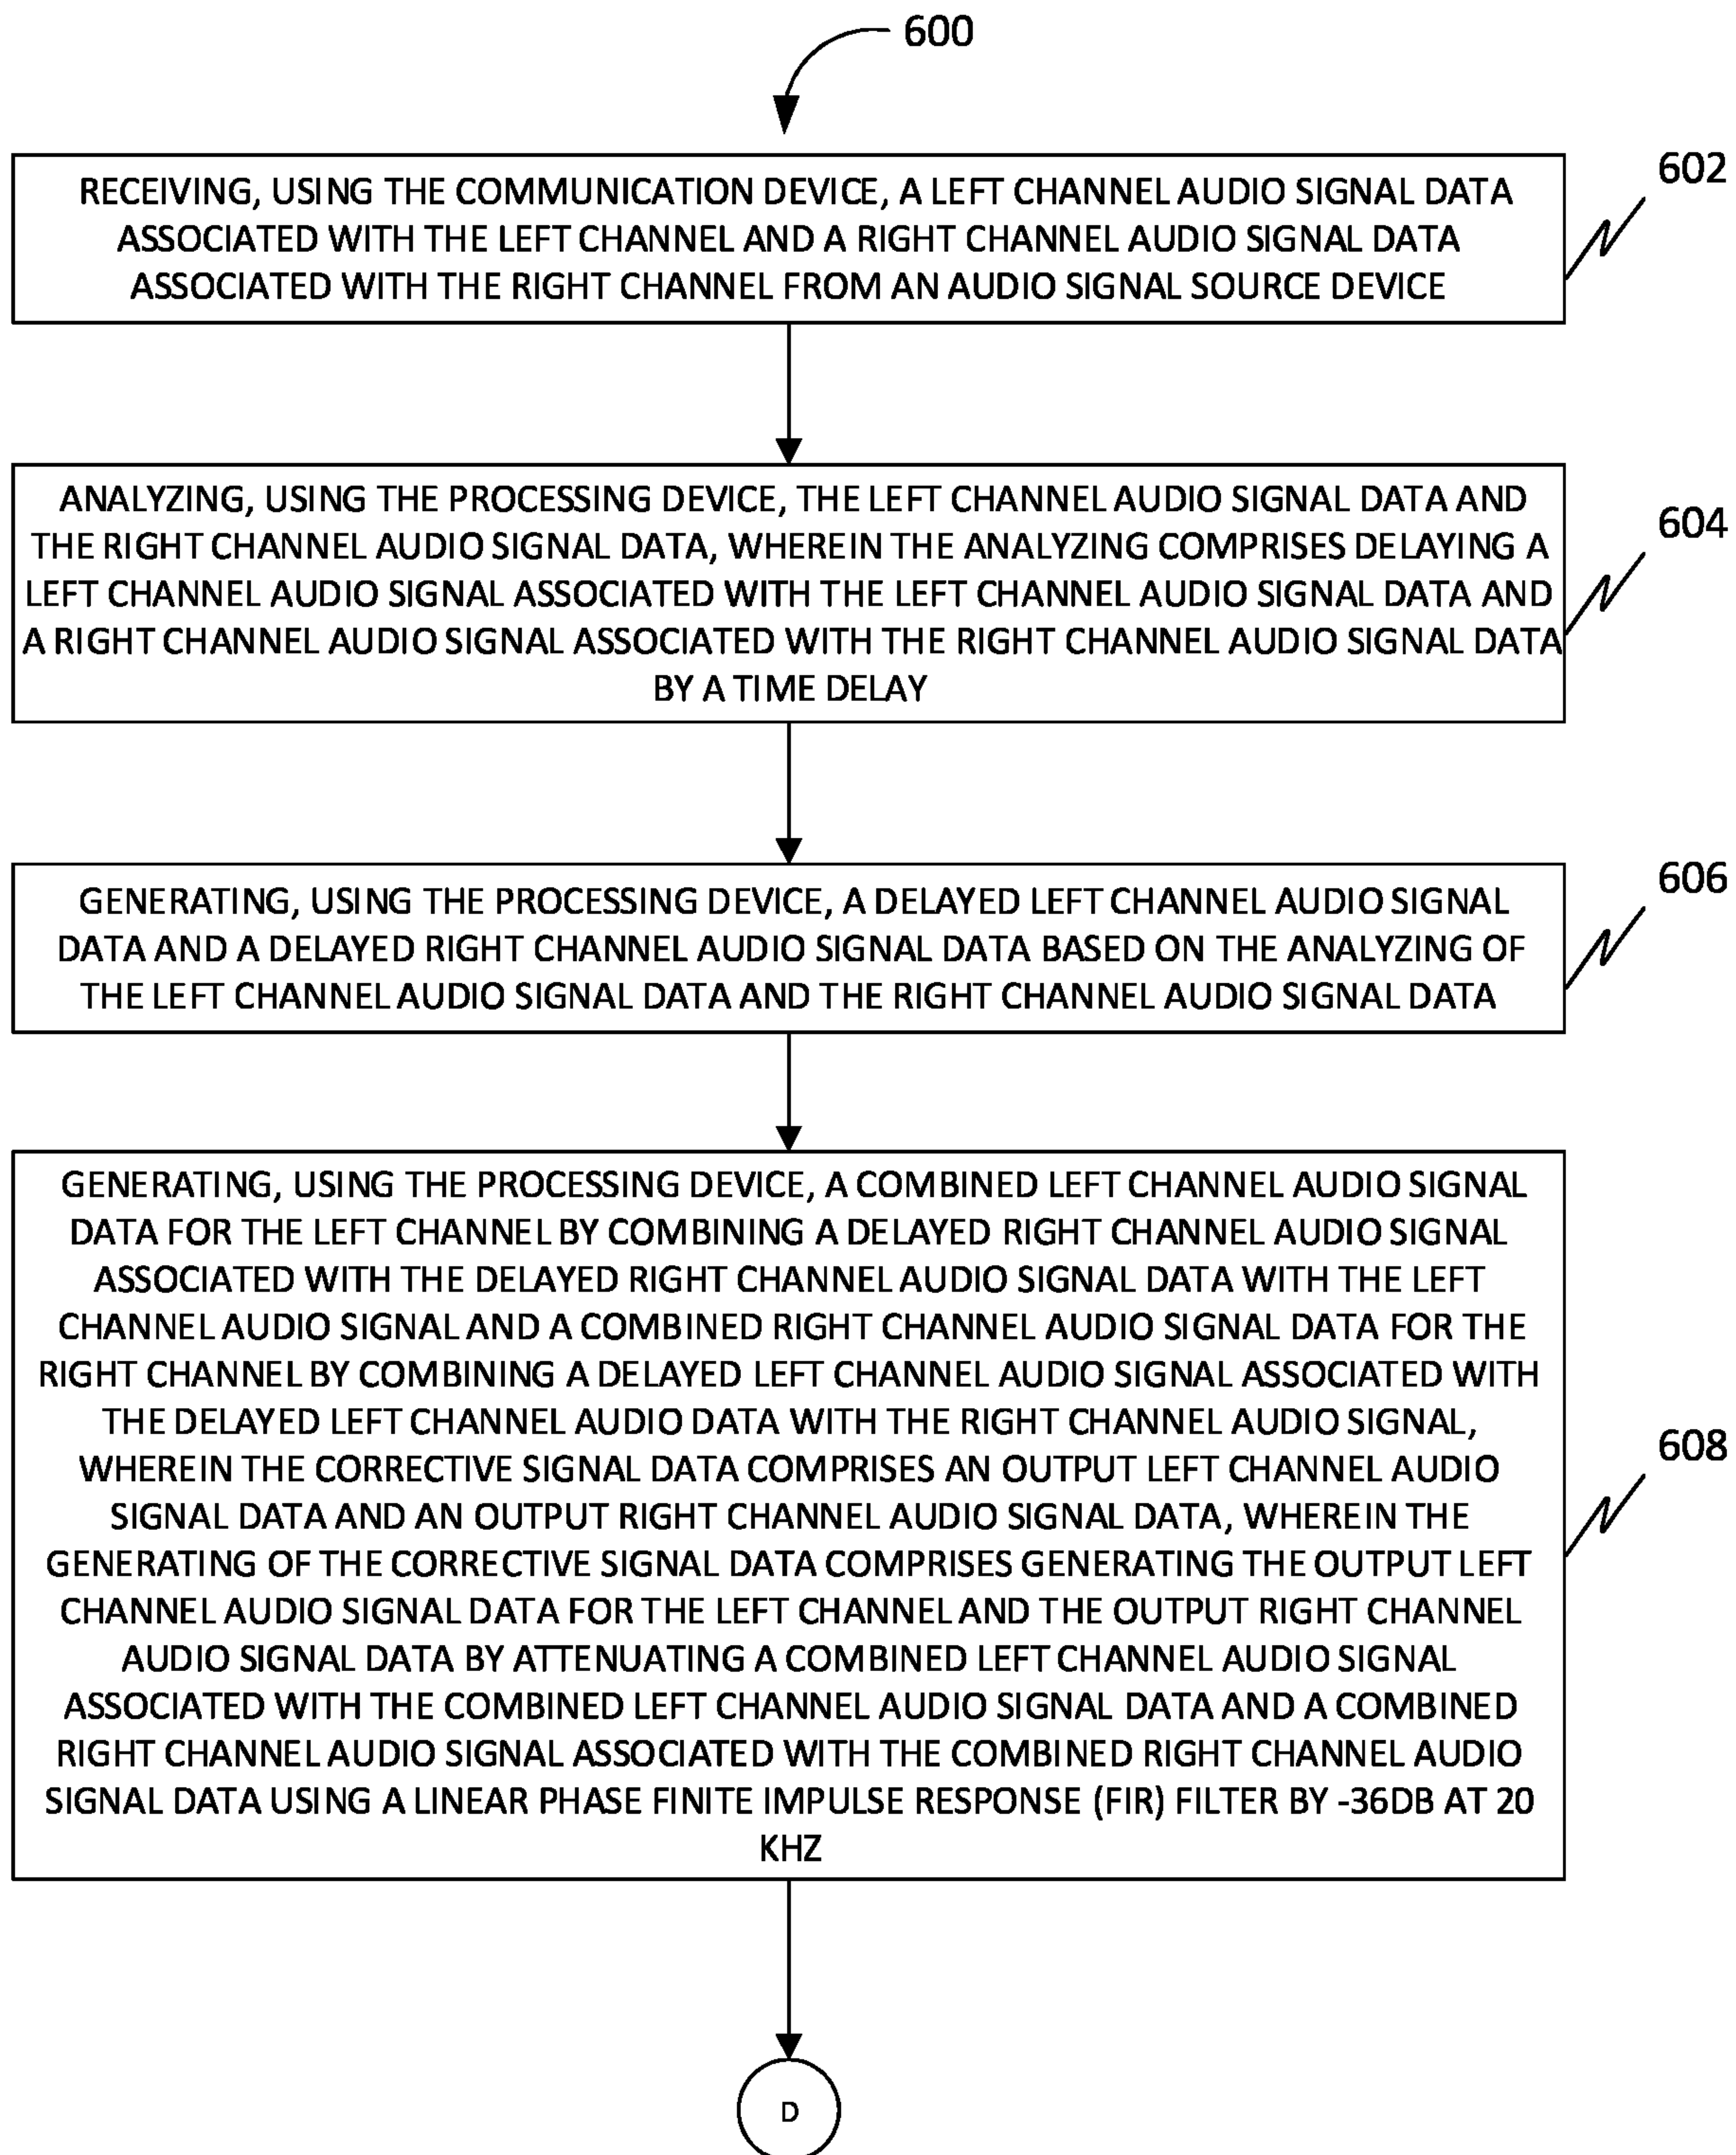 600
RECEIVING, USING THE COMMUNICATION DEVICE, A LEFT CHANNEL AUDIO SIGNAL DATA
ASSOCIATED WITH THE LEFT CHANNEL AND A RIGHT CHANNEL AUDIO SIGNAL DATA
ASSOCIATED WITH THE RIGHT CHANNEL FROM AN AUDIO SIGNAL SOURCE DEVICE
602
ANALYZING, USING THE PROCESSING DEVICE, THE LEFT CHANNEL AUDIO SIGNAL DATA AND
THE RIGHT CHANNEL AUDIO SIGNAL DATA, WHEREIN THE ANALYZING COMPRISES DELAYING A
LEFT CHANNEL AUDIO SIGNAL ASSOCIATED WITH THE LEFT CHANNEL AUDIO SIGNAL DATA AND
A RIGHT CHANNEL AUDIO SIGNAL ASSOCIATED WITH THE RIGHT CHANNEL AUDIO SIGNAL DATA
BY A TIME DELAY
604
GENERATING, USING THE PROCESSING DEVICE, A DELAYED LEFT CHANNEL AUDIO SIGNAL
DATA AND A DELAYED RIGHT CHANNEL AUDIO SIGNAL DATA BASED ON THE ANALYZING OF
THE LEFT CHANNEL AUDIO SIGNAL DATA AND THE RIGHT CHANNEL AUDIO SIGNAL DATA
606
GENERATING, USING THE PROCESSING DEVICE, A COMBINED LEFT CHANNEL AUDIO SIGNAL
DATA FOR THE LEFT CHANNEL BY COMBINING A DELAYED RIGHT CHANNEL AUDIO SIGNAL
ASSOCIATED WITH THE DELAYED RIGHT CHANNEL AUDIO SIGNAL DATA WITH THE LEFT
CHANNEL AUDIO SIGNAL AND A COMBINED RIGHT CHANNEL AUDIO SIGNAL DATA FOR THE
RIGHT CHANNEL BY COMBINING A DELAYED LEFT CHANNEL AUDIO SIGNAL ASSOCIATED WITH
THE DELAYED LEFT CHANNEL AUDIO DATA WITH THE RIGHT CHANNEL AUDIO SIGNAL,
WHEREIN THE CORRECTIVE SIGNAL DATA COMPRISES AN OUTPUT LEFT CHANNEL AUDIO
SIGNAL DATA AND AN OUTPUT RIGHT CHANNEL AUDIO SIGNAL DATA, WHEREIN THE
GENERATING OF THE CORRECTIVE SIGNAL DATA COMPRISES GENERATING THE OUTPUT LEFT
CHANNEL AUDIO SIGNAL DATA FOR THE LEFT CHANNEL AND THE OUTPUT RIGHT CHANNEL
AUDIO SIGNAL DATA BY ATTENUATING A COMBINED LEFT CHANNEL AUDIO SIGNAL
ASSOCIATED WITH THE COMBINED LEFT CHANNEL AUDIO SIGNAL DATA AND A COMBINED
RIGHT CHANNEL AUDIO SIGNAL ASSOCIATED WITH THE COMBINED RIGHT CHANNEL AUDIO
SIGNAL DATA USING A LINEAR PHASE FINITE IMPULSE RESPONSE (FIR) FILTER BY -36DB AT 20
KHZ
608
D